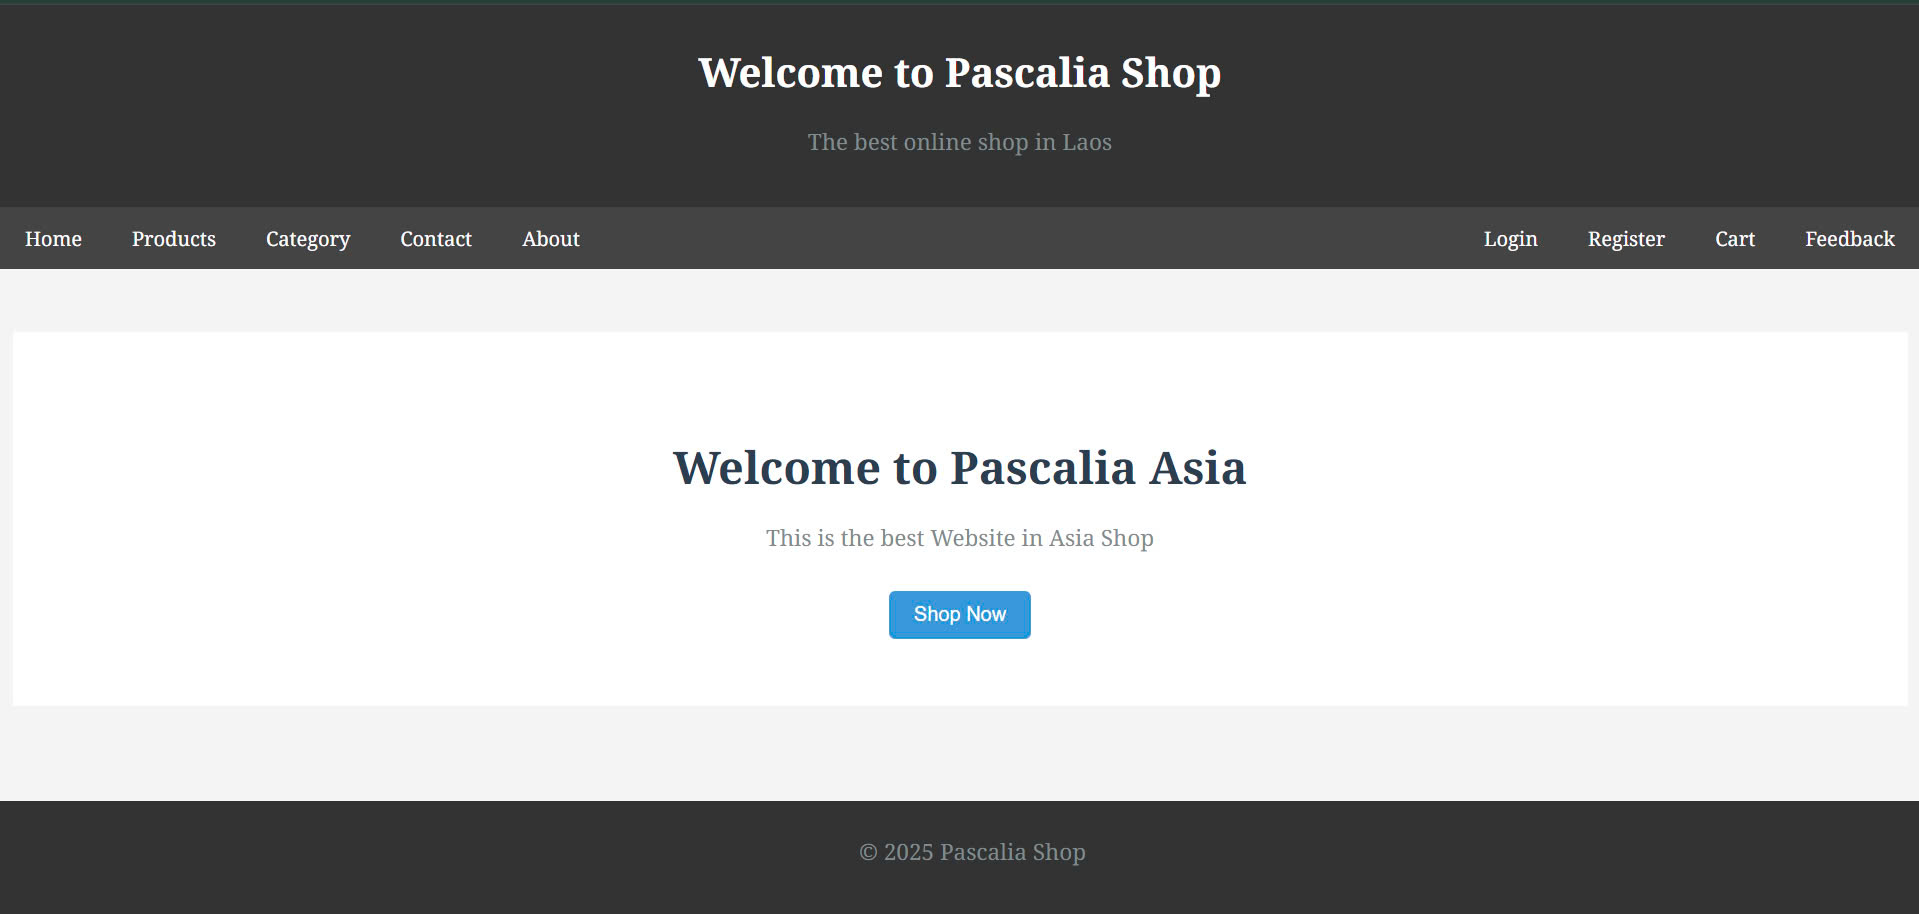 Welcome to Pascalia Shop
The best online shop in Laos
Home Products Category Contact About Login Register Cart Feedback
Welcome to Pascalia Asia
This is the best Website in Asia Shop
Shop Now
© 2025 Pascalia Shop